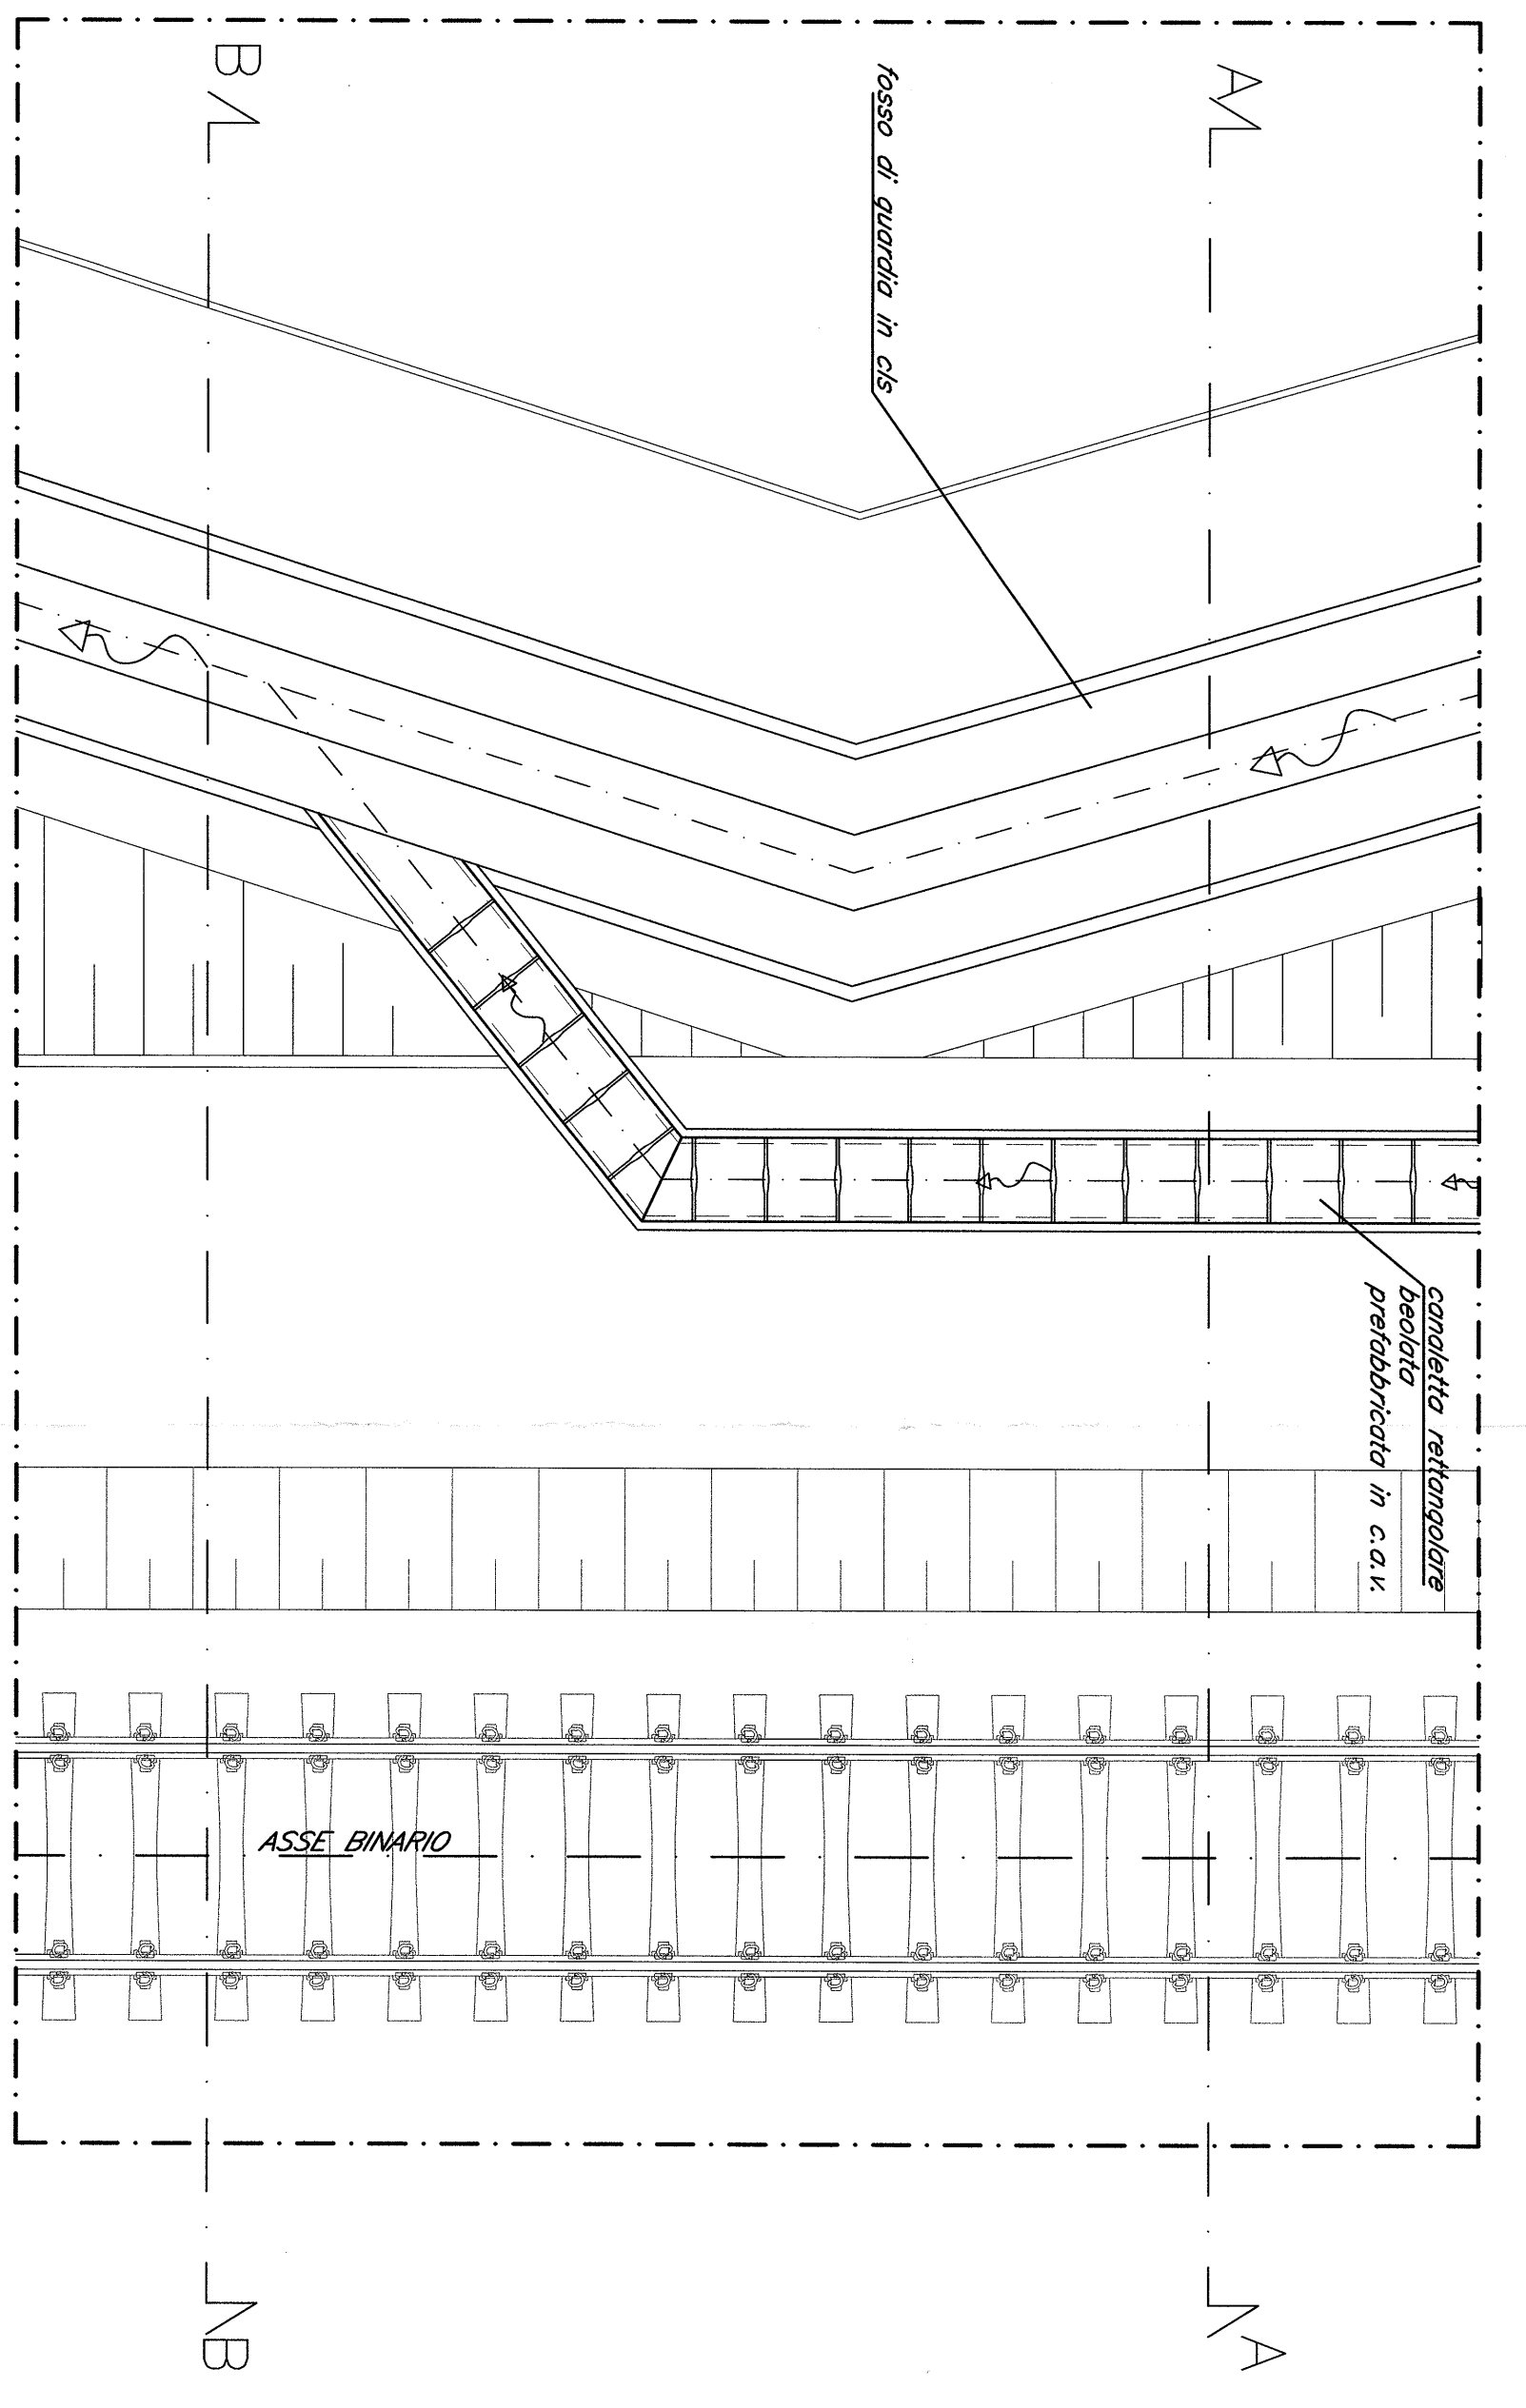 B
A
fosso di guardia in cls
canaletta rettangolare
beolata
prefabbricata in c.a.v.
ASSE BINARIO
B
A